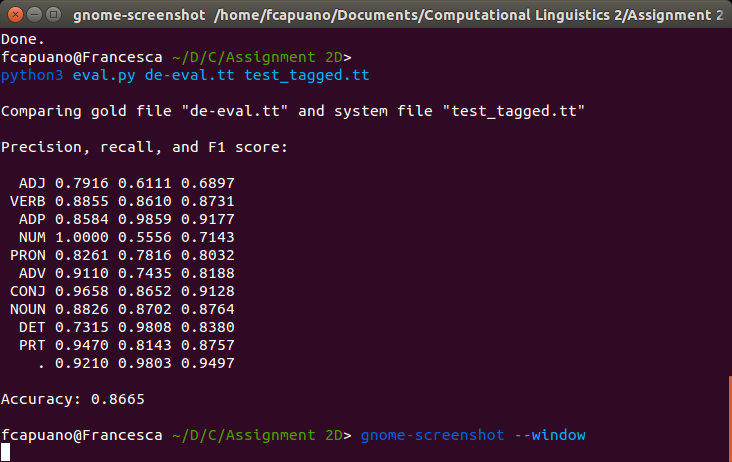 gnome-screenshot /home/fcapuano/Documents/Computational Linguistics 2/Assignment 2
Done.
fcapuano@Francesca ~/D/C/Assignment 2D>
python3 eval.py de-eval.tt test_tagged.tt
Comparing gold file "de-eval.tt" and system file "test_tagged.tt"
Precision, recall, and F1 score:
ADJ 0.7916 0.6111 0.6897
VERB 0.8855 0.8610 0.8731
ADP 0.8584 0.9859 0.9177
NUM 1.0000 0.5556 0.7143
PRON 0.8261 0.7816 0.8032
ADV 0.9110 0.7435 0.8188
CONJ 0.9658 0.8652 0.9128
NOUN 0.8826 0.8702 0.8764
DET 0.7315 0.9808 0.8380
PRT 0.9470 0.8143 0.8757
. 0.9210 0.9803 0.9497
Accuracy: 0.8665
fcapuano@Francesca ~/D/C/Assignment 2D> gnome-screenshot --window